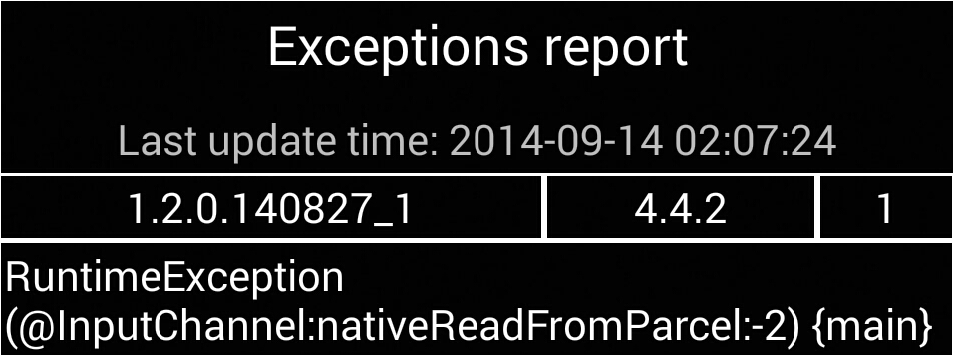 Exceptions report
Last update time: 2014-09-14 02:07:24
1.2.0.140827_1 4.4.2 1
RuntimeException
(@InputChannel:nativeReadFromParcel:-2) {main}